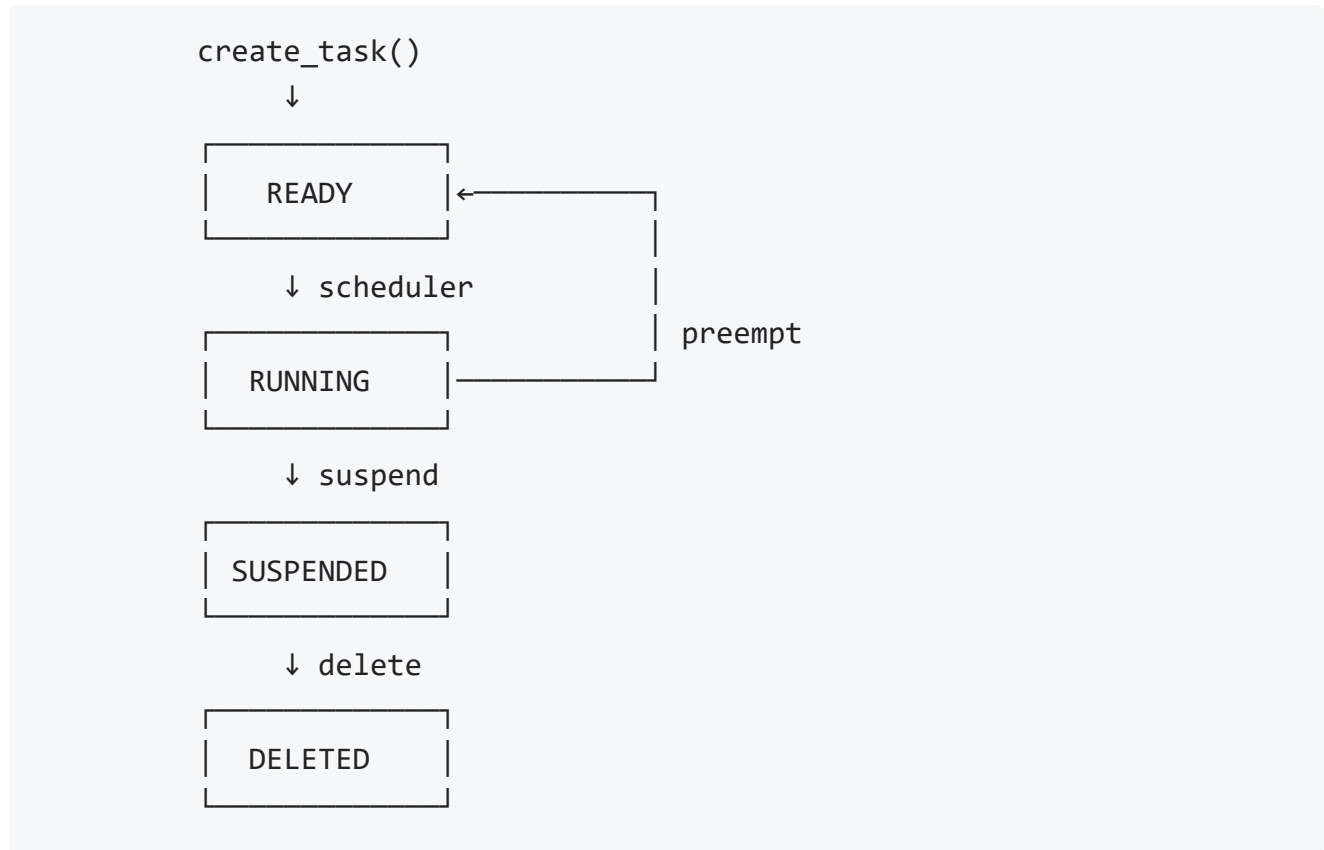 create_task()
↓
READY
↓ scheduler
preempt
RUNNING
↓ suspend
SUSPENDED
↓ delete
DELETED